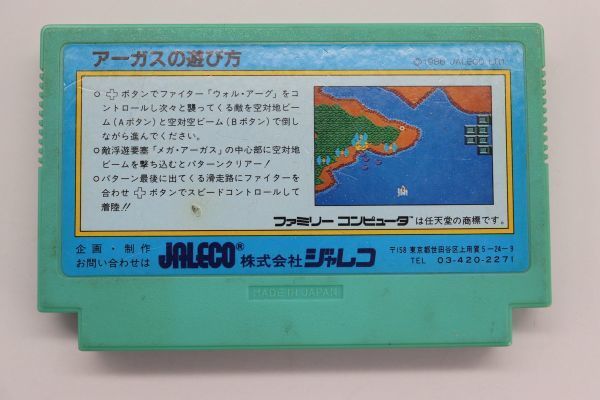 アーガスの遊び方
©1986 JALECO Ltd.
○ ✚ボタンでファイター「ウォル・アーグ」をコ
ントロールし次々と襲ってくる敵を空対地ビー
ム(Aボタン)と空対空ビーム(Bボタン)で倒し
ながら進んでください。
○敵浮遊要塞「メガ・アーガス」の中心部に空対地
ビームを撃ち込むとパターンクリアー!
○パターン最後に出てくる滑走路にファイターを
合わせ ✚ボタンでスピードコントロールして
着陸!!
ファミリー コンピュータは任天堂の商標です。
企画・制作
お問い合わせは
JALECO® 株式会社ジャレコ
〒158 東京都世田谷区上用賀5-24-9
TEL 03-420-2271
MADE IN JAPAN